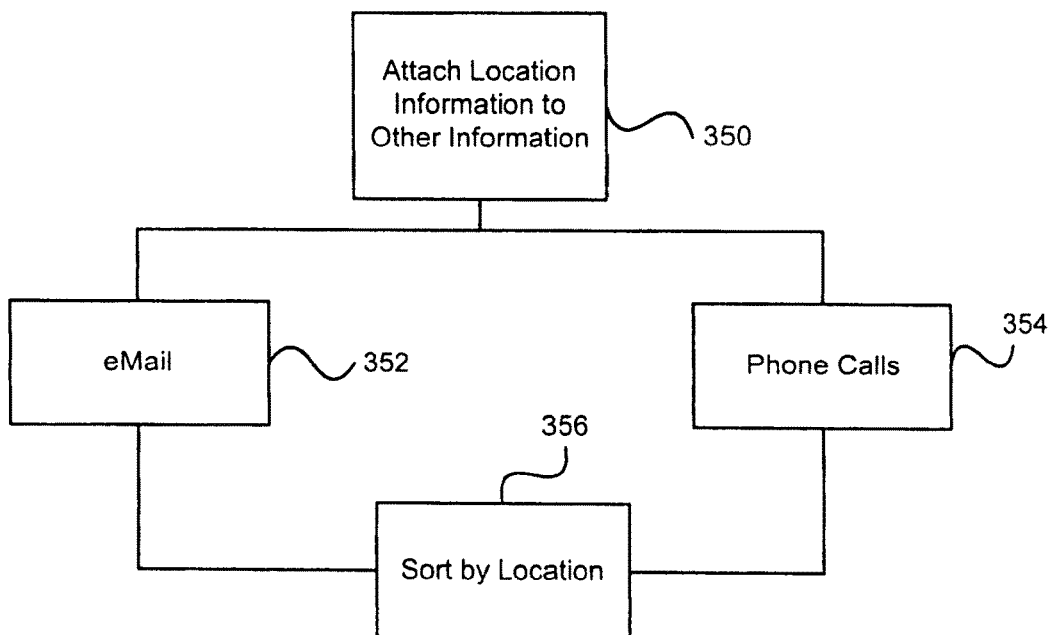 Attach Location
Information to
Other Information
350
eMail
352
Phone Calls
354
356
Sort by Location